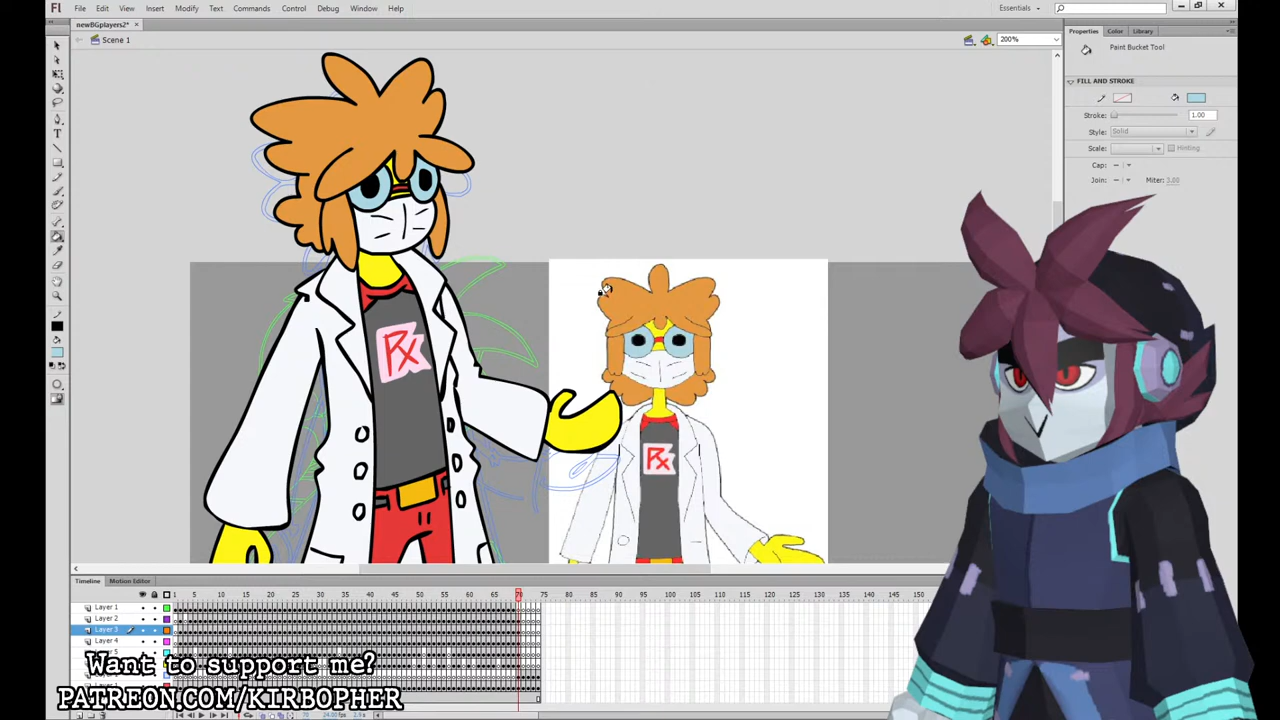 Fl File Edit View Insert Modify Text Commands Control Debug Window Help Essentials
newBGplayers2* ×
Scene 1 200%
Properties Color Library
Paint Bucket Tool
FILL AND STROKE
Stroke: 1.00
Style: Solid
Scale: Hinting
Cap:
Join: Miter: 3.00
Rx
Rx
Timeline Motion Editor
1 5 10 15 20 25 30 35 40 45 50 55 60 65 70 75 80 85 90 95 100 105 110 115 120 125 130 135 140 145 150
Layer 1
Layer 2
Layer 3
Layer 4
Want to support me?
PATREON.COM/KIRBOPHER